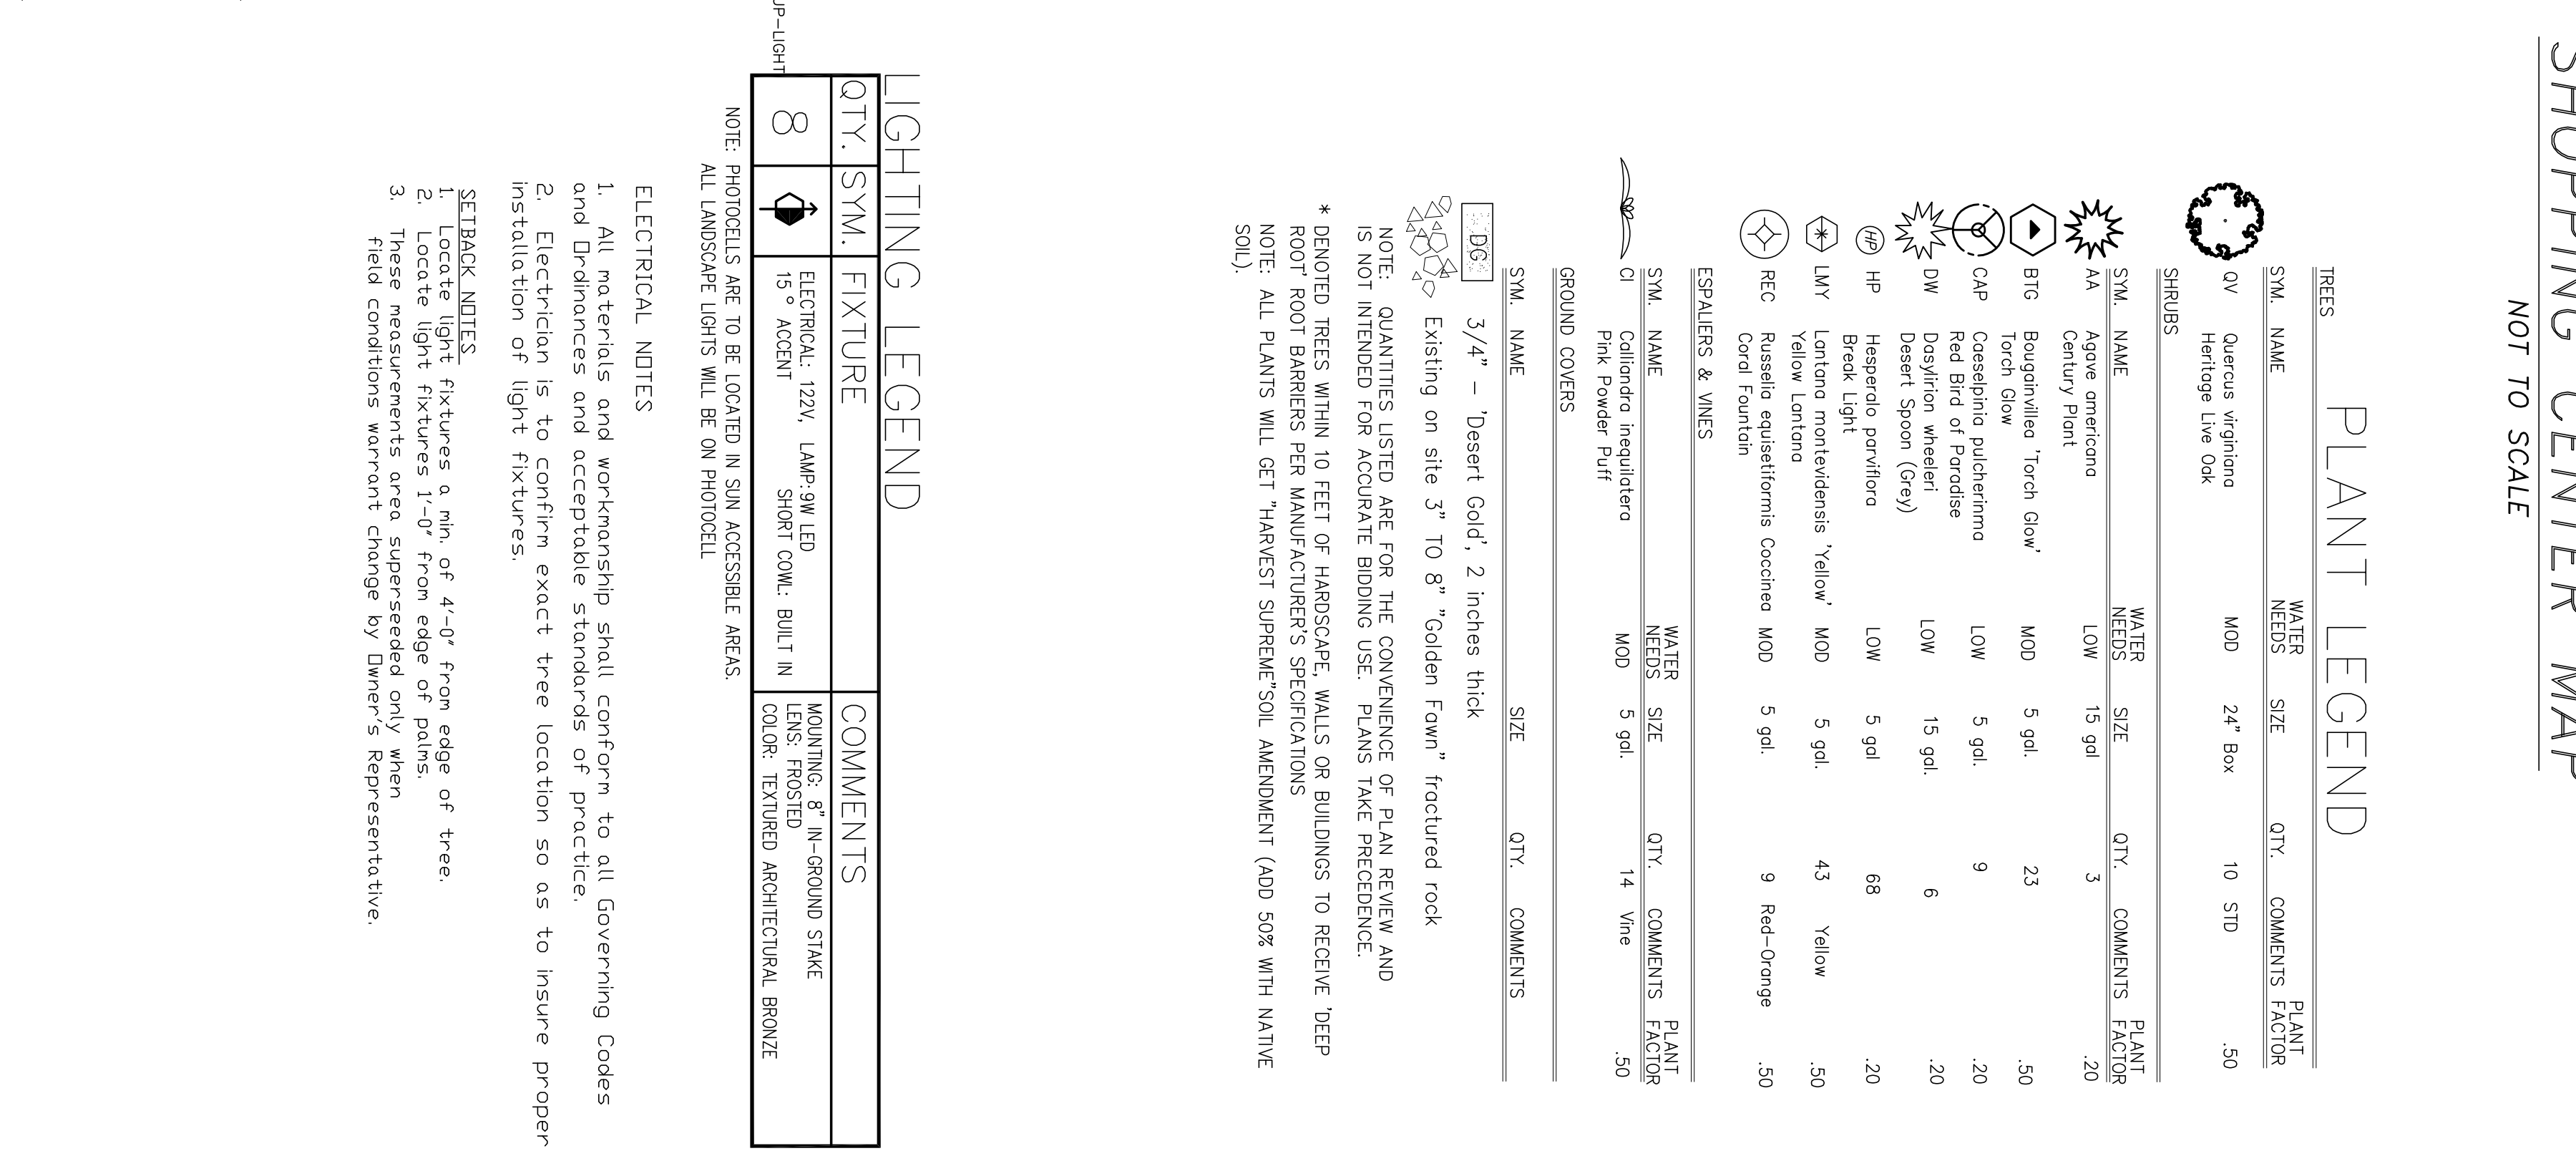 SHOPPING CENTER MAP
NOT TO SCALE
PLANT LEGEND
TREES
SYM. NAME WATER NEEDS SIZE QTY. COMMENTS PLANT FACTOR
QV Quercus virginiana MOD 24" Box 10 STD .50
Heritage Live Oak
SHRUBS
SYM. NAME WATER NEEDS SIZE QTY. COMMENTS PLANT FACTOR
AA Agave americana LOW 15 gal 3 .20
Century Plant
BTG Bougainvillea 'Torch Glow' MOD 5 gal. 23 .50
Torch Glow
CAP Caeselpinia pulcherinma LOW 5 gal. 9 .20
Red Bird of Paradise
DW Dasylirion wheeleri LOW 15 gal. 6 .20
Desert Spoon (Grey)
HP HP Hesperalo parviflora LOW 5 gal 68 .20
Break Light
LMY Lantana montevidensis 'Yellow' MOD 5 gal. 43 Yellow .50
Yellow Lantana
REC Russelia equisetiformis Coccinea MOD 5 gal. 9 Red-Orange .50
Coral Fountain
ESPALIERS & VINES
SYM. NAME WATER NEEDS SIZE QTY. COMMENTS PLANT FACTOR
CI Calliandra inequilatera MOD 5 gal. 14 Vine .50
Pink Powder Puff
GROUND COVERS
SYM. NAME SIZE QTY. COMMENTS
DG 3/4" - 'Desert Gold', 2 inches thick
Existing on site 3" TO 8" "Golden Fawn" fractured rock
NOTE: QUANTITIES LISTED ARE FOR THE CONVENIENCE OF PLAN REVIEW AND
IS NOT INTENDED FOR ACCURATE BIDDING USE. PLANS TAKE PRECEDENCE.
* DENOTED TREES WITHIN 10 FEET OF HARDSCAPE, WALLS OR BUILDINGS TO RECEIVE 'DEEP
ROOT' ROOT BARRIERS PER MANUFACTURER'S SPECIFICATIONS
NOTE: ALL PLANTS WILL GET "HARVEST SUPREME"SOIL AMENDMENT (ADD 50% WITH NATIVE
SOIL).
LIGHTING LEGEND
QTY. SYM. FIXTURE COMMENTS
UP-LIGHT
8 ELECTRICAL: 122V, LAMP:9W LED
15° ACCENT SHORT COWL: BUILT IN
MOUNTING: 8" IN-GROUND STAKE
LENS: FROSTED
COLOR: TEXTURED ARCHITECTURAL BRONZE
NOTE: PHOTOCELLS ARE TO BE LOCATED IN SUN ACCESSIBLE AREAS.
ALL LANDSCAPE LIGHTS WILL BE ON PHOTOCELL
ELECTRICAL NOTES
1. All materials and workmanship shall conform to all Governing Codes
and Ordinances and acceptable standards of practice.
2. Electrician is to confirm exact tree location so as to insure proper
installation of light fixtures.
SETBACK NOTES
1. Locate light fixtures a min. of 4'-0" from edge of tree.
2. Locate light fixtures 1'-0" from edge of palms.
3. These measurements area superseeded only when
field conditions warrant change by Owner's Representative.